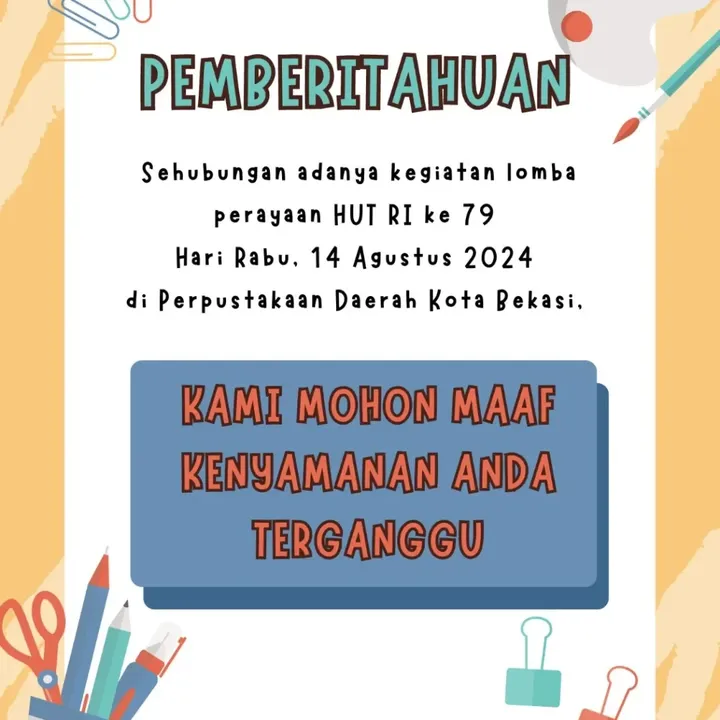 PEMBERITAHUAN
Sehubungan adanya kegiatan lomba
perayaan HUT RI ke 79
Hari Rabu, 14 Agustus 2024
di Perpustakaan Daerah Kota Bekasi,
KAMI MOHON MAAF
KENYAMANAN ANDA
TERGANGGU